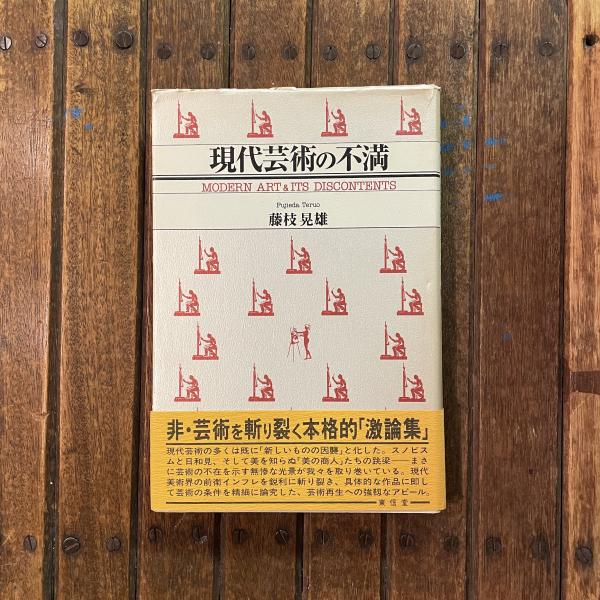 現代芸術の不満
MODERN ART & ITS DISCONTENTS
Fujieda Teruo
藤枝晃雄
非・芸術を斬り裂く本格的「激論集」
現代芸術の多くは既に「新しいものの因襲」と化した。スノビズ
ムと日和見、そして美を知らぬ「美の商人」たちの跳梁――まさ
に芸術の不在を示す無惨な光景が我々を取り巻いている。現代
美術界の前衛インフレを鋭利に斬り裂き、具体的な作品に即し
て芸術の条件を精細に論究した、芸術再生への強靱なアピール。
東信堂